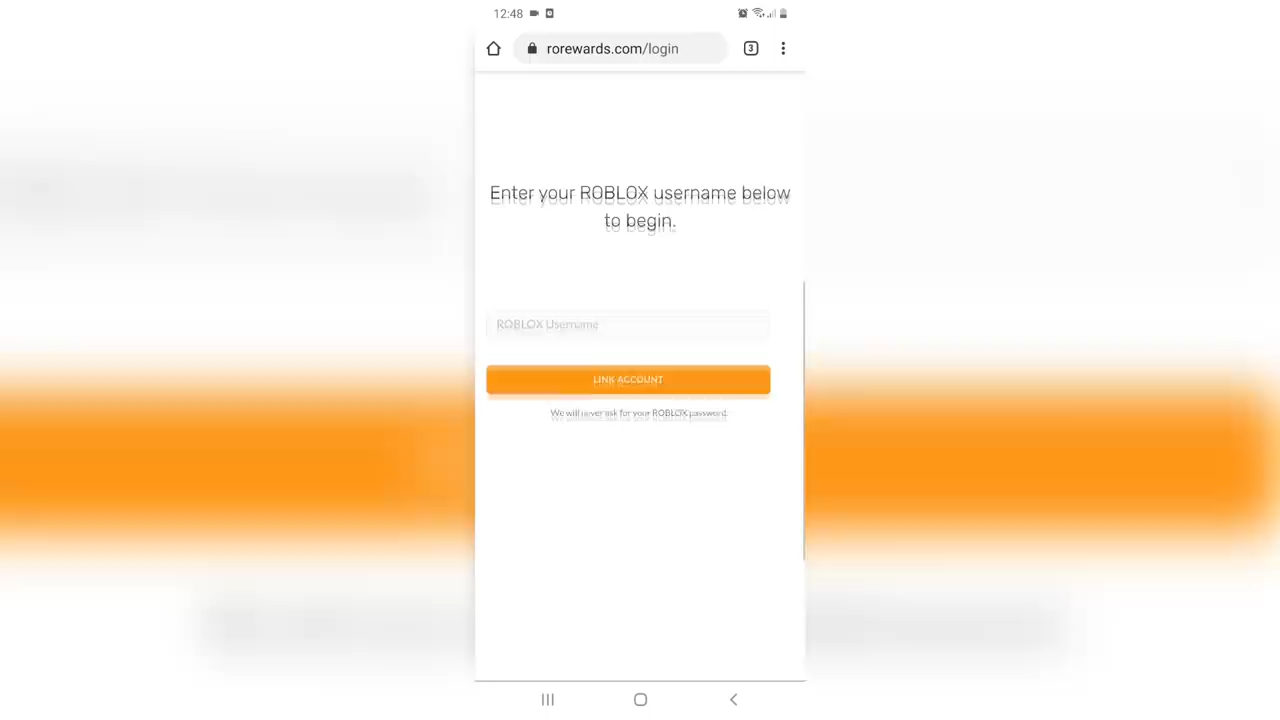 12:48
rorewards.com/login
3
Enter your ROBLOX username below
to begin.
ROBLOX Username
LINK ACCOUNT
We will never ask for your ROBLOX password.